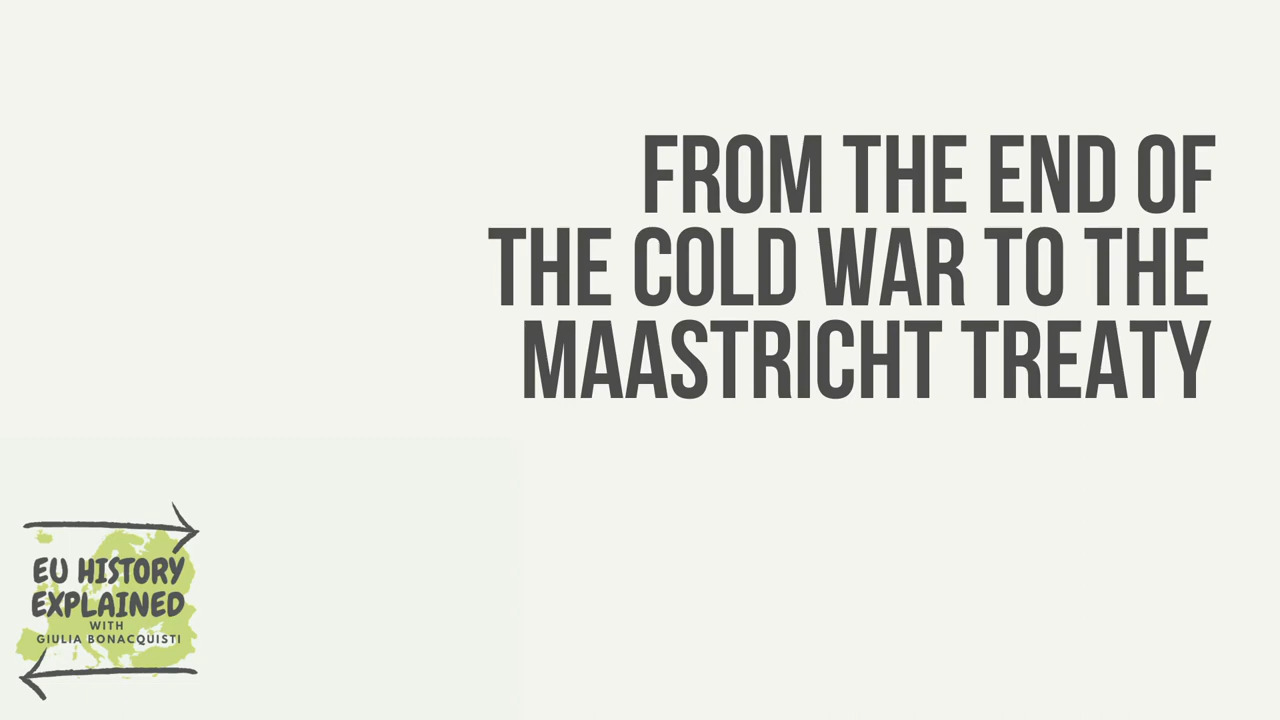 FROM THE END OF
THE COLD WAR TO THE
MAASTRICHT TREATY
EU HISTORY
EXPLAINED
WITH
GIULIA BONACQUISTI